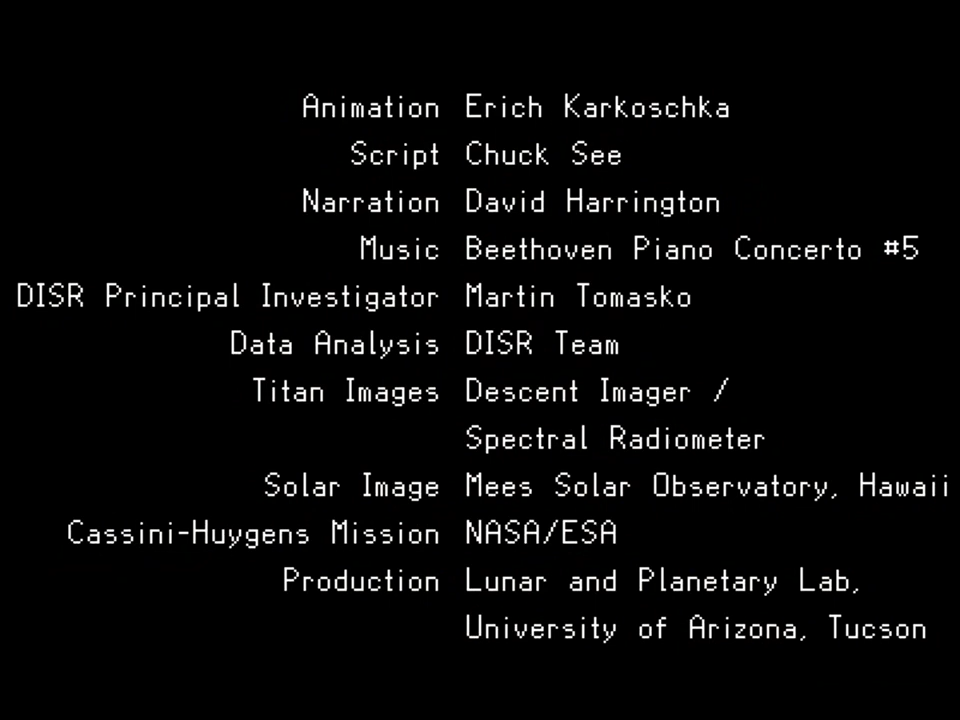 Animation Erich Karkoschka
Script Chuck See
Narration David Harrington
Music Beethoven Piano Concerto #5
DISR Principal Investigator Martin Tomasko
Data Analysis DISR Team
Titan Images Descent Imager /
Spectral Radiometer
Solar Image Mees Solar Observatory, Hawaii
Cassini-Huygens Mission NASA/ESA
Production Lunar and Planetary Lab,
University of Arizona, Tucson